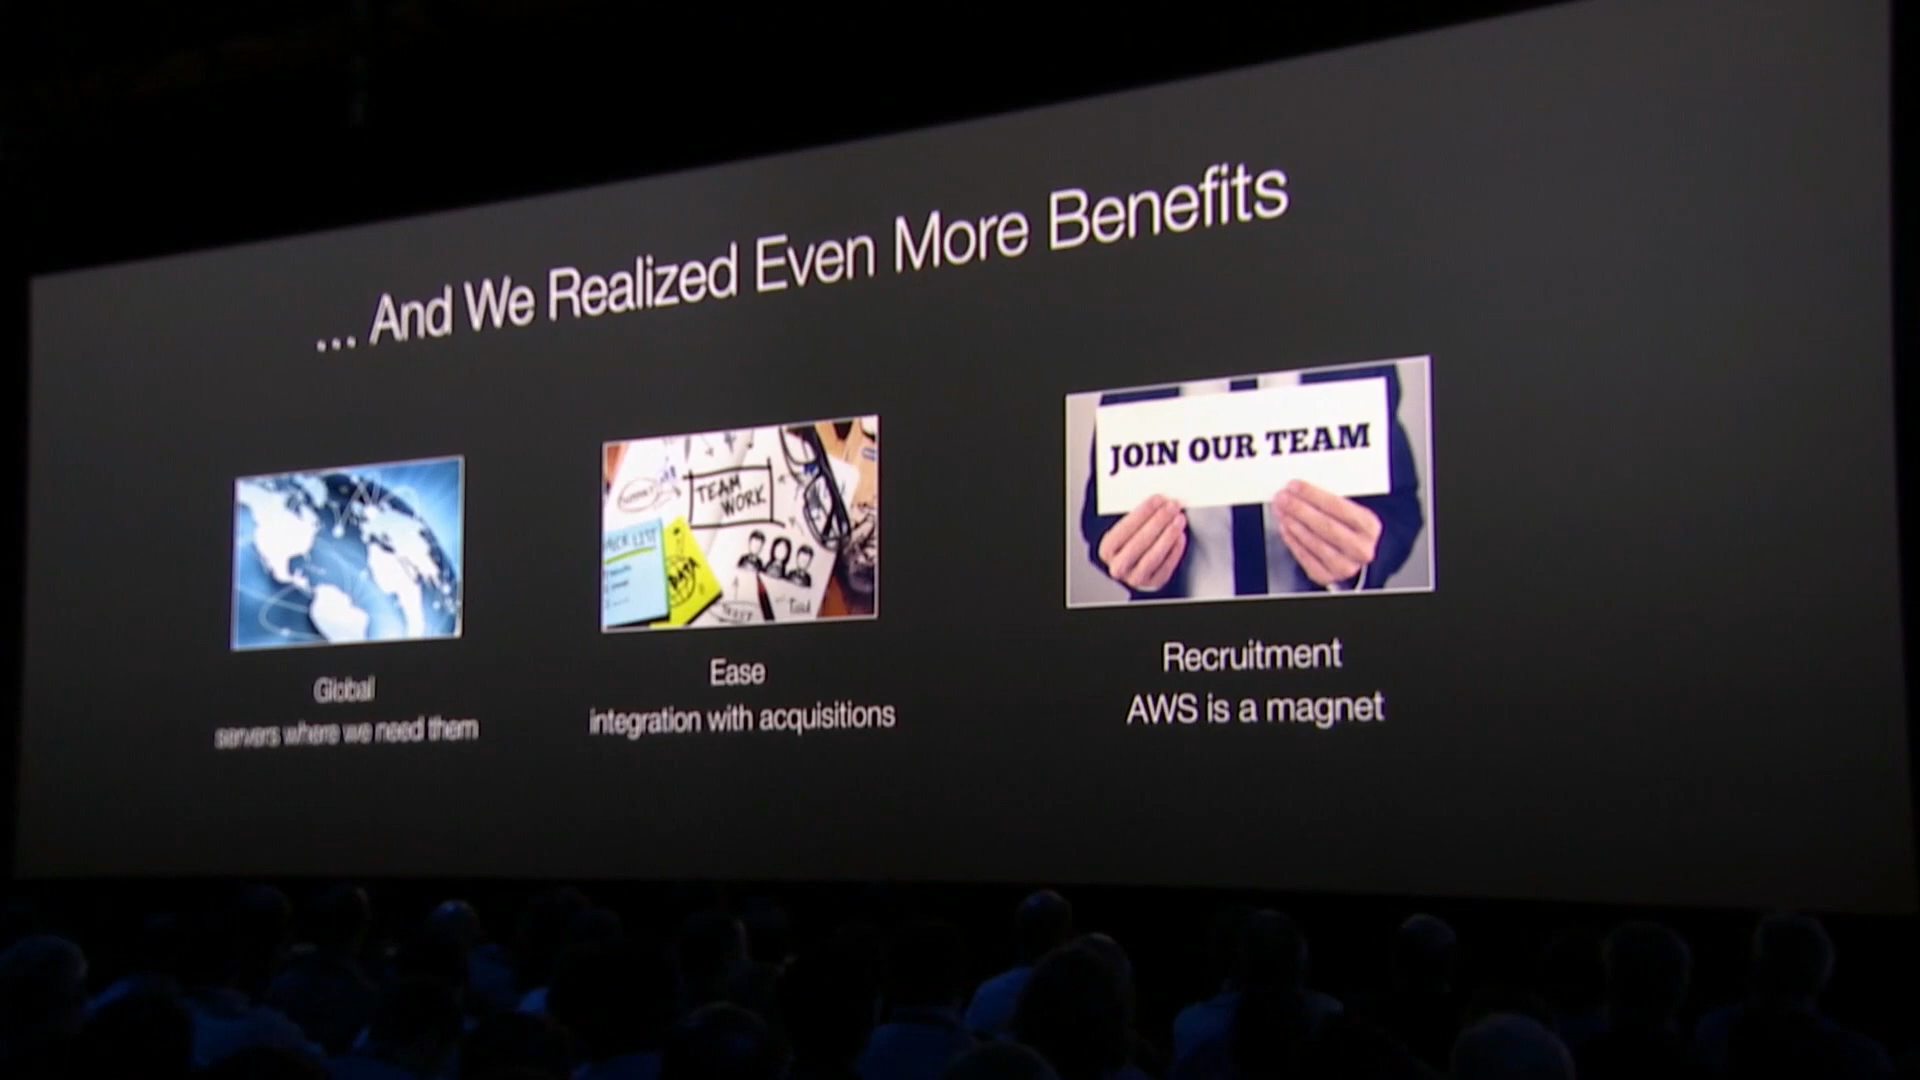 ... And We Realized Even More Benefits
JOIN OUR TEAM
TEAM
WORK
DATA
Global
servers where we need them
Ease
integration with acquisitions
Recruitment
AWS is a magnet